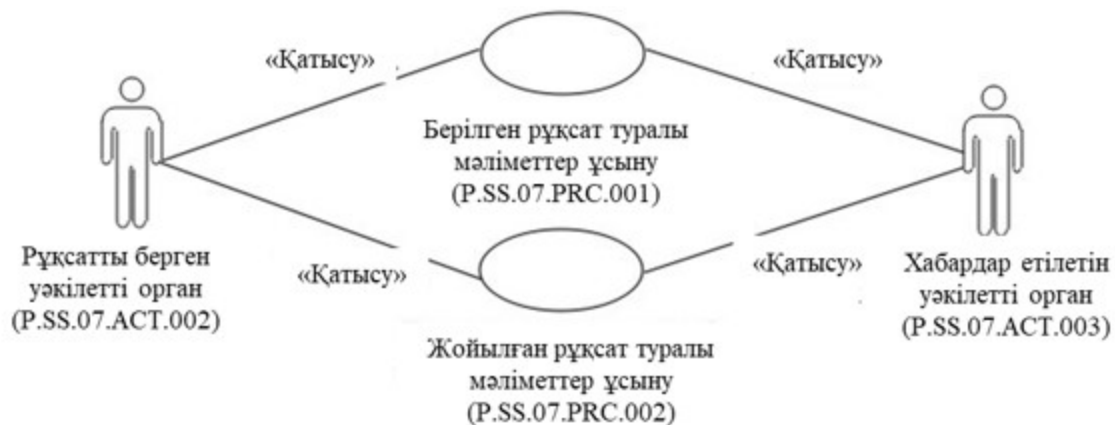 «Қатысу»
«Қатысу»
Берілген рұқсат туралы
мәліметтер ұсыну
(P.SS.07.PRC.001)
Рұқсатты берген
уәкілетті орган
(P.SS.07.ACT.002)
«Қатысу»
«Қатысу»
Хабардар етілетін
уәкілетті орган
(P.SS.07.ACT.003)
Жойылған рұқсат туралы
мәліметтер ұсыну
(P.SS.07.PRC.002)